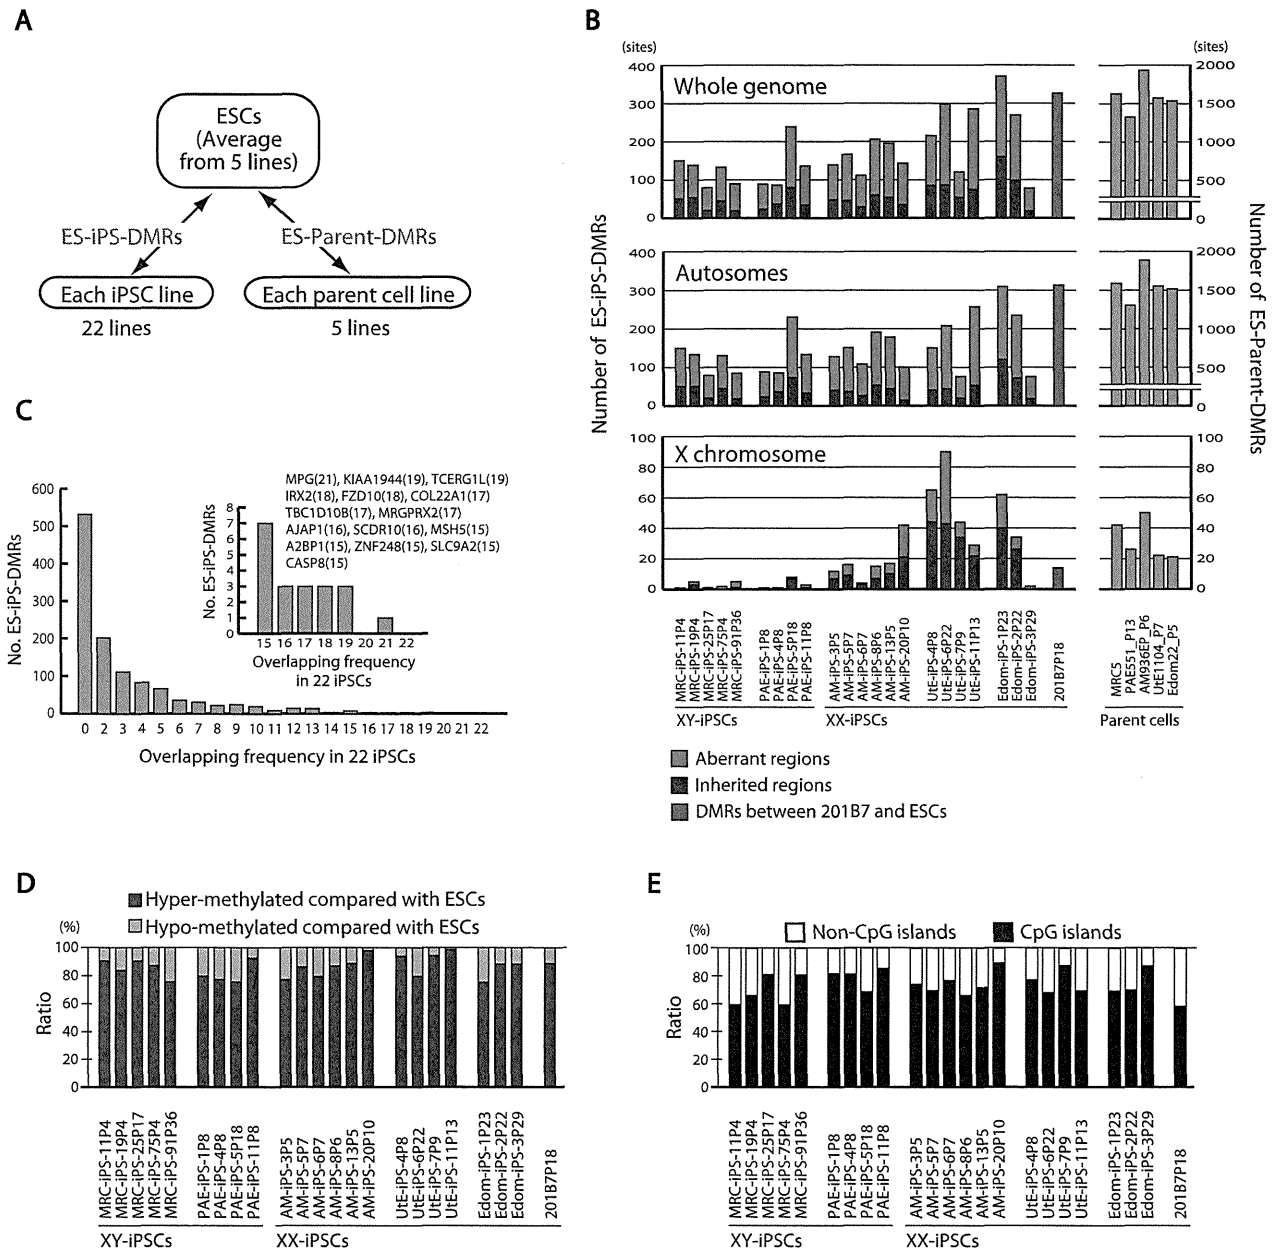 A
ESCs
(Average
from 5 lines)
ES-iPS-DMRs
ES-Parent-DMRs
Each iPSC line
Each parent cell line
22 lines
5 lines
B
(sites)
(sites)
Number of ES-iPS-DMRs
Number of ES-Parent-DMRs
Whole genome
400
300
200
100
0
2000
1500
1000
500
0
Autosomes
400
300
200
100
0
2000
1500
1000
500
0
X chromosome
100
80
60
40
20
0
100
80
60
40
20
0
MRC-iPS-11P4
MRC-iPS-19P4
MRC-iPS-25P17
MRC-iPS-75P4
MRC-iPS-91P36
PAE-iPS-1P8
PAE-iPS-4P8
PAE-iPS-5P18
PAE-iPS-11P8
AM-iPS-3P5
AM-iPS-5P7
AM-iPS-6P7
AM-iPS-8P6
AM-iPS-13P5
AM-iPS-20P10
UtE-iPS-4P8
UtE-iPS-6P22
UtE-iPS-7P9
UtE-iPS-11P13
Edom-iPS-1P23
Edom-iPS-2P22
Edom-iPS-3P29
201B7P18
MRC5
PAE551_P13
AM936EP_P6
UtE1104_P7
Edom22_P5
XY-iPSCs
XX-iPSCs
Parent cells
Aberrant regions
Inherited regions
DMRs between 201B7 and ESCs
C
No. ES-iPS-DMRs
600
500
400
300
200
100
0
0 2 3 4 5 6 7 8 9 10 11 12 13 14 15 16 17 18 19 20 21 22
Overlapping frequency in 22 iPSCs
MPG(21), KIAA1944(19), TCERG1L(19)
IRX2(18), FZD10(18), COL22A1(17)
TBC1D10B(17), MRGPRX2(17)
AJAP1(16), SCDR10(16), MSH5(15)
A2BP1(15), ZNF248(15), SLC9A2(15)
CASP8(15)
No. ES-iPS-DMRs
8
7
6
5
4
3
2
1
0
15 16 17 18 19 20 21 22
Overlapping frequency
in 22 iPSCs
D
Hyper-methylated compared with ESCs
Hypo-methylated compared with ESCs
(%)
Ratio
100
80
60
40
20
0
MRC-iPS-11P4
MRC-iPS-19P4
MRC-iPS-25P17
MRC-iPS-75P4
MRC-iPS-91P36
PAE-iPS-1P8
PAE-iPS-4P8
PAE-iPS-5P18
PAE-iPS-11P8
AM-iPS-3P5
AM-iPS-5P7
AM-iPS-6P7
AM-iPS-8P6
AM-iPS-13P5
AM-iPS-20P10
UtE-iPS-4P8
UtE-iPS-6P22
UtE-iPS-7P9
UtE-iPS-11P13
Edom-iPS-1P23
Edom-iPS-2P22
Edom-iPS-3P29
201B7P18
XY-iPSCs
XX-iPSCs
E
Non-CpG islands
CpG islands
(%)
Ratio
100
80
60
40
20
0
MRC-iPS-11P4
MRC-iPS-19P4
MRC-iPS-25P17
MRC-iPS-75P4
MRC-iPS-91P36
PAE-iPS-1P8
PAE-iPS-4P8
PAE-iPS-5P18
PAE-iPS-11P8
AM-iPS-3P5
AM-iPS-5P7
AM-iPS-6P7
AM-iPS-8P6
AM-iPS-13P5
AM-iPS-20P10
UtE-iPS-4P8
UtE-iPS-6P22
UtE-iPS-7P9
UtE-iPS-11P13
Edom-iPS-1P23
Edom-iPS-2P22
Edom-iPS-3P29
201B7P18
XY-iPSCs
XX-iPSCs